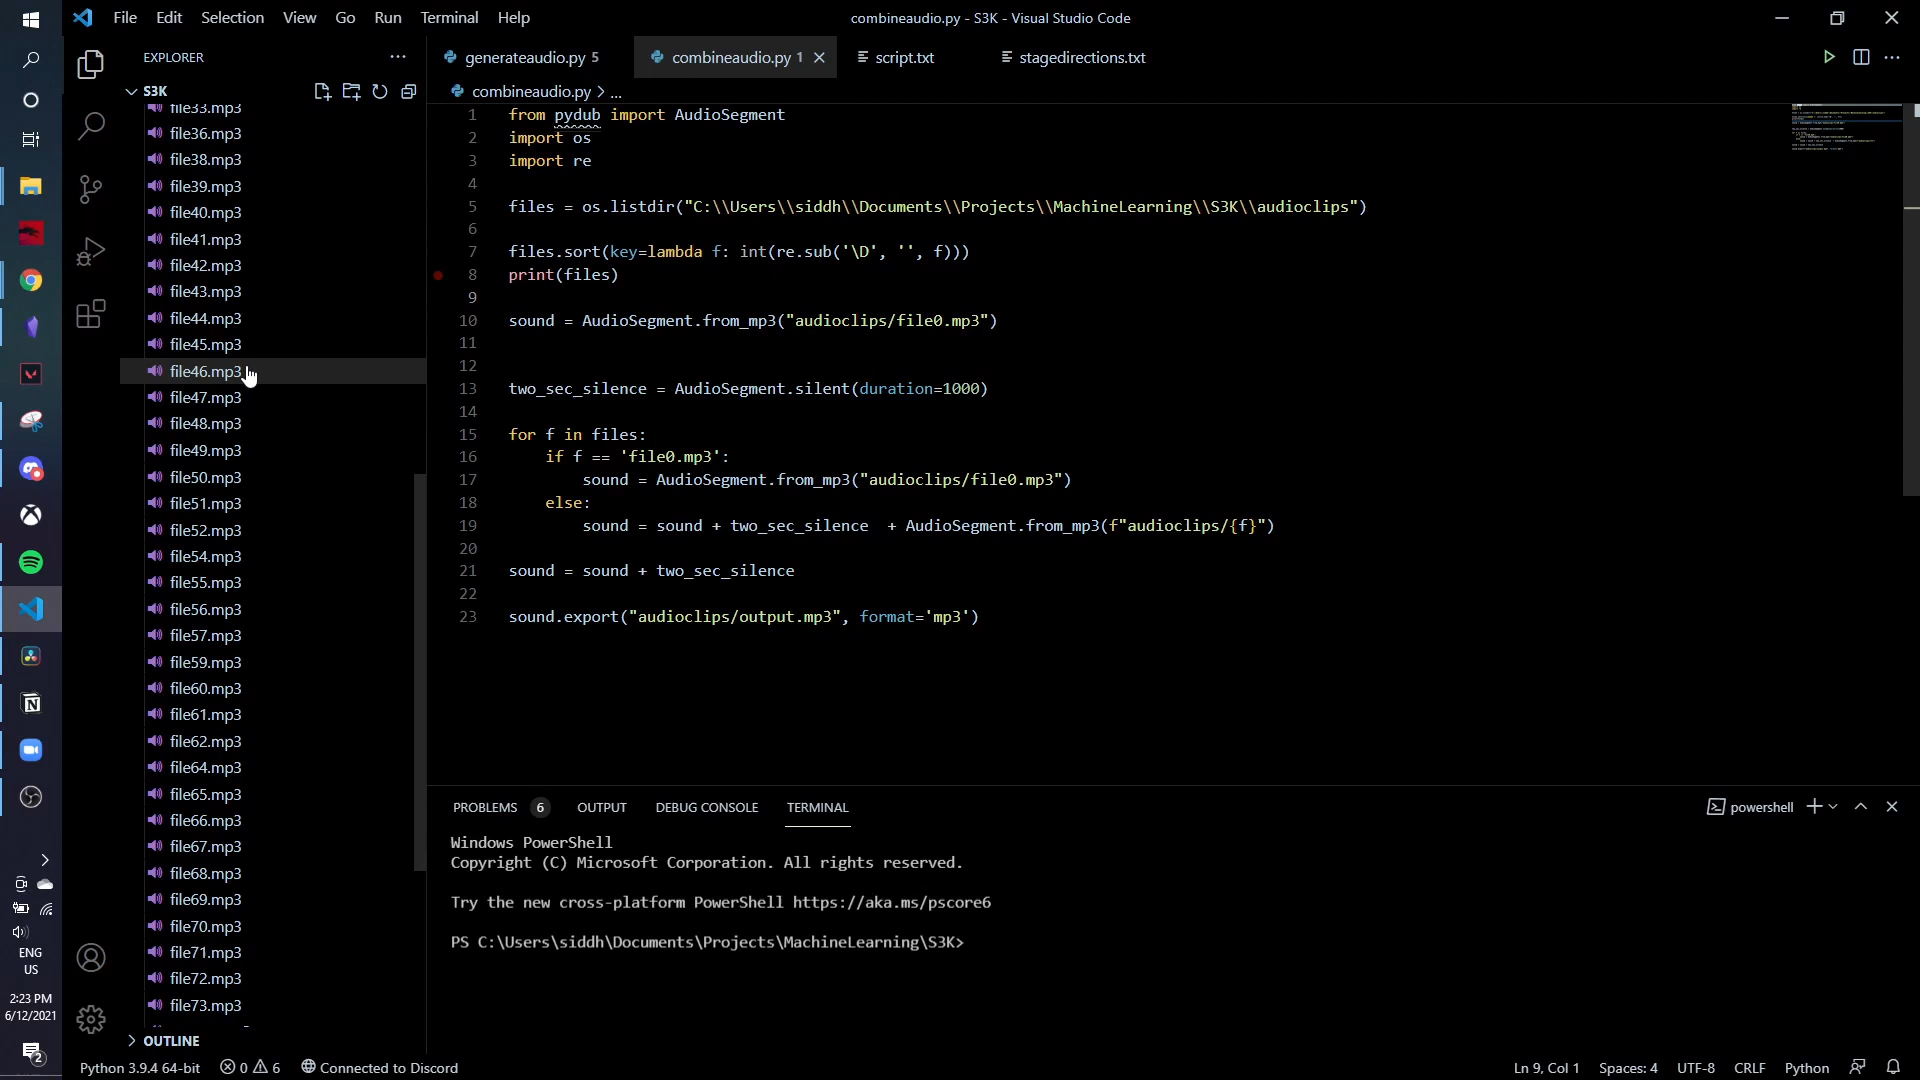 File Edit Selection View Go Run Terminal Help
combineaudio.py - S3K - Visual Studio Code
EXPLORER
S3K
file33.mp3
file36.mp3
file38.mp3
file39.mp3
file40.mp3
file41.mp3
file42.mp3
file43.mp3
file44.mp3
file45.mp3
file46.mp3
file47.mp3
file48.mp3
file49.mp3
file50.mp3
file51.mp3
file52.mp3
file54.mp3
file55.mp3
file56.mp3
file57.mp3
file59.mp3
file60.mp3
file61.mp3
file62.mp3
file64.mp3
file65.mp3
file66.mp3
file67.mp3
file68.mp3
file69.mp3
file70.mp3
file71.mp3
file72.mp3
file73.mp3
OUTLINE
generateaudio.py 5
combineaudio.py 1
script.txt
stagedirections.txt
combineaudio.py > ...
1 from pydub import AudioSegment
2 import os
3 import re
4
5 files = os.listdir("C:\\Users\\siddh\\Documents\\Projects\\MachineLearning\\S3K\\audioclips")
6
7 files.sort(key=lambda f: int(re.sub('\D', '', f)))
8 print(files)
9
10 sound = AudioSegment.from_mp3("audioclips/file0.mp3")
11
12
13 two_sec_silence = AudioSegment.silent(duration=1000)
14
15 for f in files:
16 if f == 'file0.mp3':
17 sound = AudioSegment.from_mp3("audioclips/file0.mp3")
18 else:
19 sound = sound + two_sec_silence  + AudioSegment.from_mp3(f"audioclips/{f}")
20
21 sound = sound + two_sec_silence
22
23 sound.export("audioclips/output.mp3", format='mp3')
PROBLEMS 6 OUTPUT DEBUG CONSOLE TERMINAL
powershell
Windows PowerShell
Copyright (C) Microsoft Corporation. All rights reserved.
Try the new cross-platform PowerShell https://aka.ms/pscore6
PS C:\Users\siddh\Documents\Projects\MachineLearning\S3K>
ENG
US
2:23 PM
6/12/2021
2
Python 3.9.4 64-bit 0 6 Connected to Discord
Ln 9, Col 1 Spaces: 4 UTF-8 CRLF Python